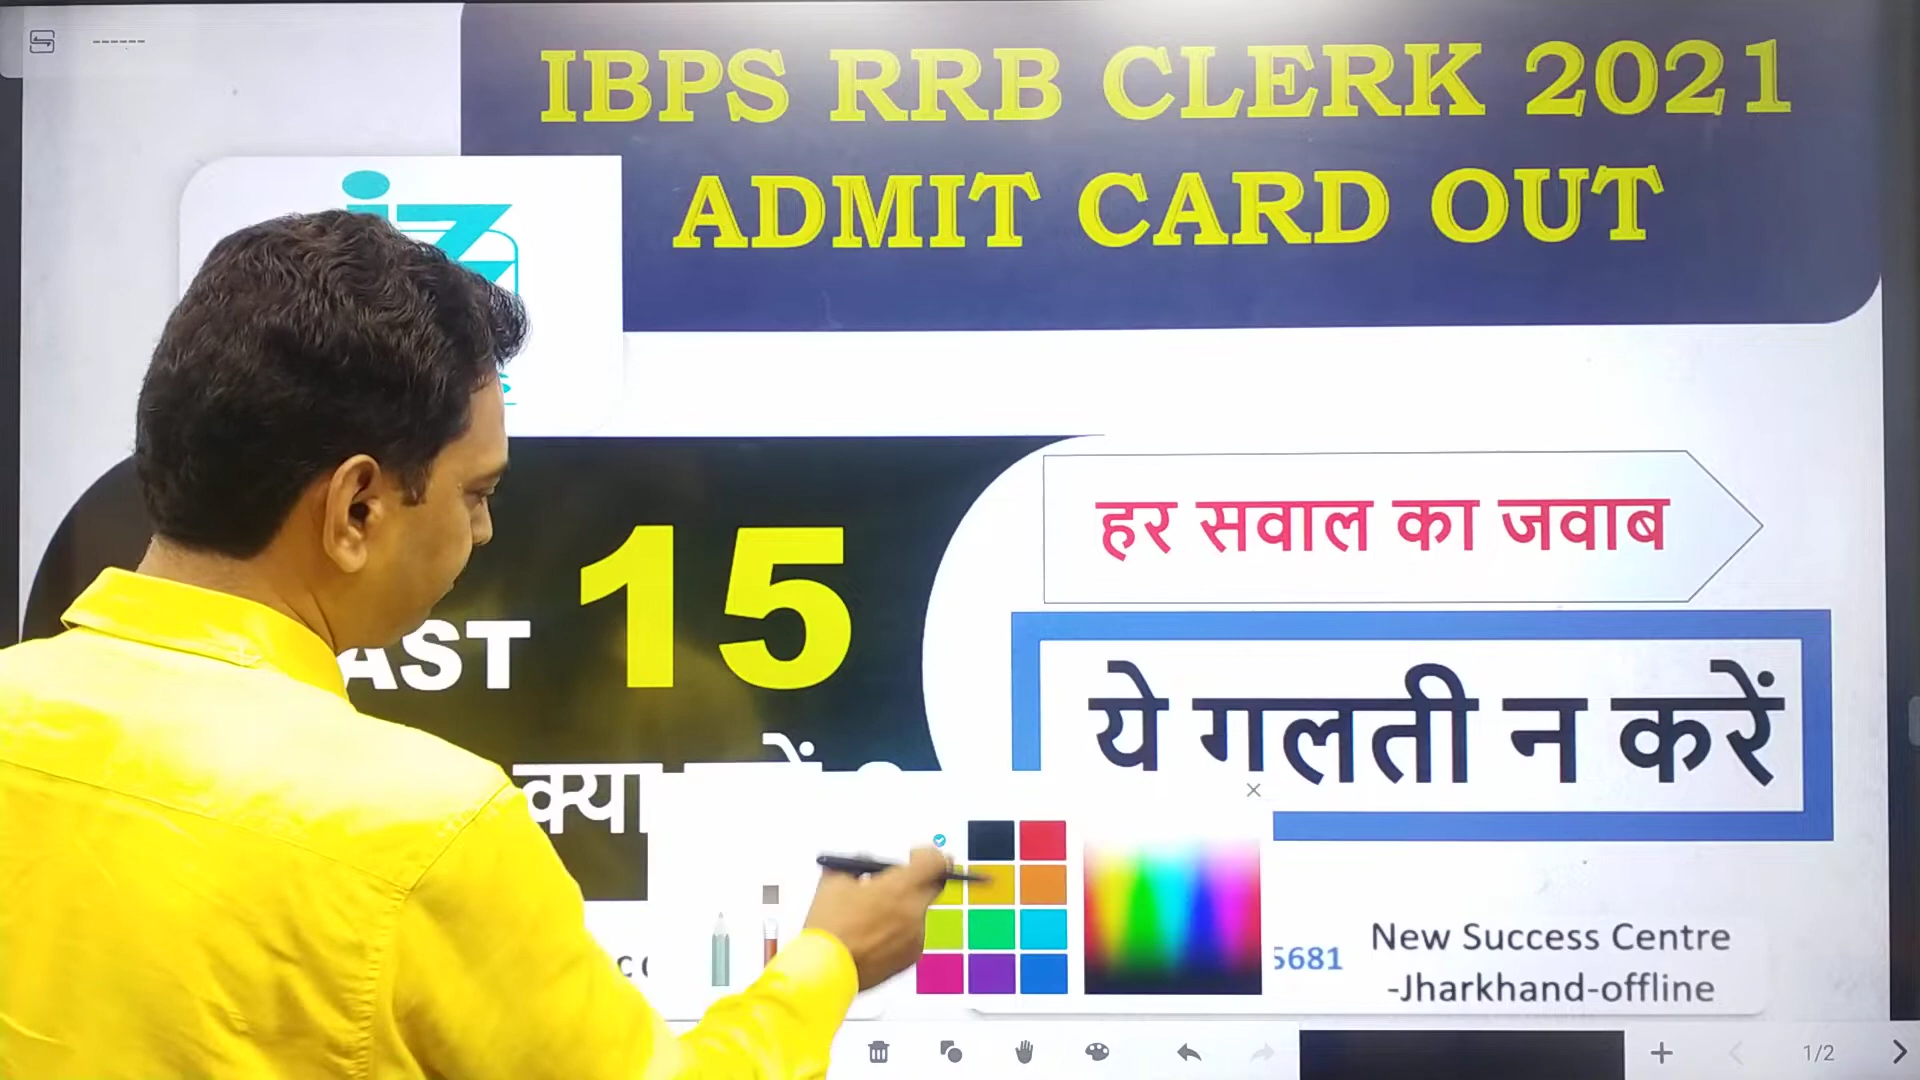 IBPS RRB CLERK 2021
ADMIT CARD OUT
हर सवाल का जवाब
15
ये गलती न करें
क्या
5681
New Success Centre
-Jharkhand-offline
1/2